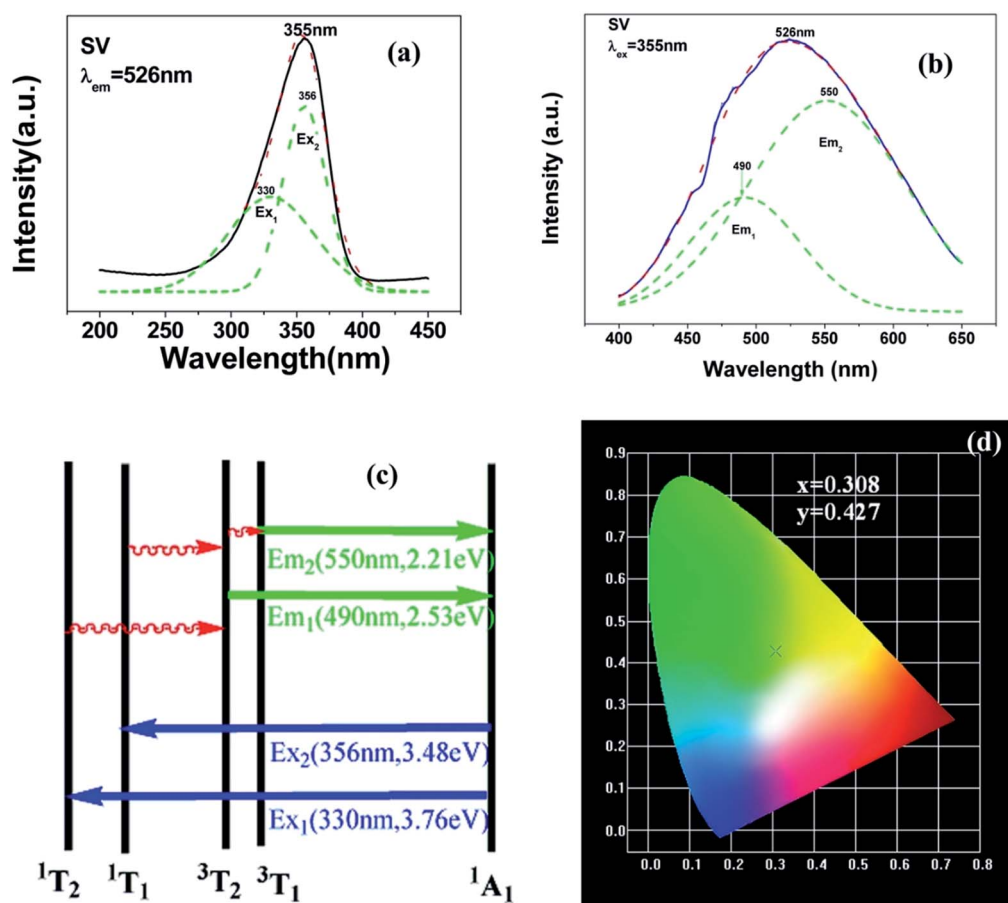 SV
λem=526nm
355nm
(a)
356
Ex2
330
Ex1
Intensity(a.u.)
200 250 300 350 400 450
Wavelength(nm)
SV
λex=355nm
526nm
(b)
550
Em2
490
Em1
Intensity (a.u.)
400 450 500 550 600 650
Wavelength (nm)
(c)
Em2(550nm,2.21eV)
Em1(490nm,2.53eV)
Ex2(356nm,3.48eV)
Ex1(330nm,3.76eV)
1T2 1T1 3T2 3T1 1A1
(d)
x=0.308
y=0.427
0.9
0.8
0.7
0.6
0.5
0.4
0.3
0.2
0.1
0.0
0.0 0.1 0.2 0.3 0.4 0.5 0.6 0.7 0.8